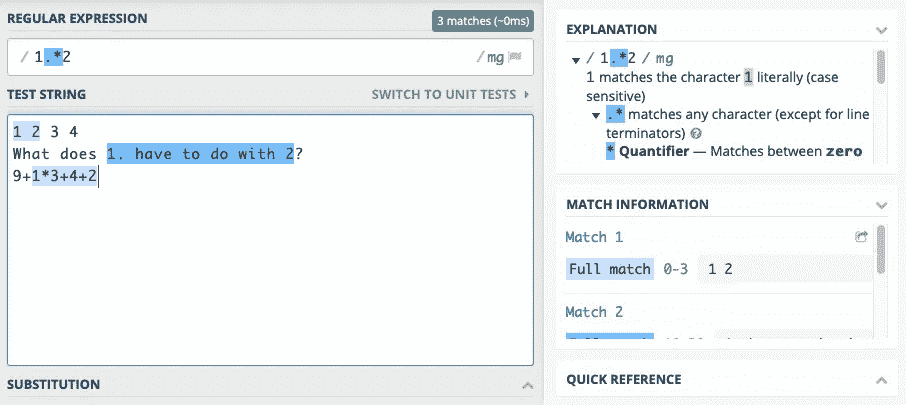 REGULAR EXPRESSION
3 matches (~0ms)
/ 1.*2
/ mg
TEST STRING
SWITCH TO UNIT TESTS
1 2 3 4
What does 1. have to do with 2?
9+1*3+4+2
SUBSTITUTION
EXPLANATION
/ 1.*2 / mg
1 matches the character 1 literally (case
sensitive)
.* matches any character (except for line
terminators)
* Quantifier — Matches between zero
MATCH INFORMATION
Match 1
Full match 0-3 1 2
Match 2
QUICK REFERENCE